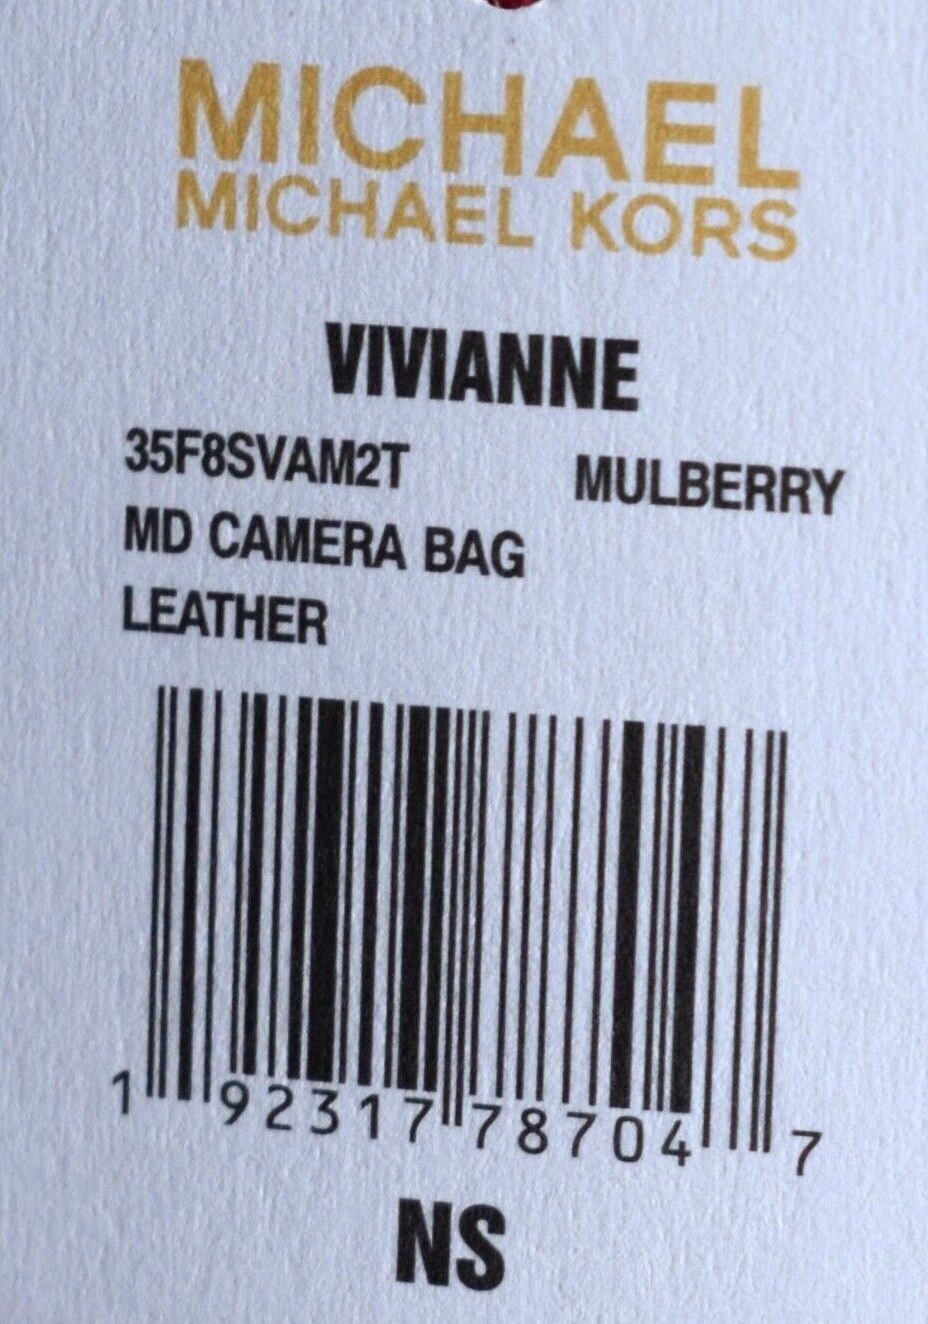 MICHAEL
MICHAEL KORS
VIVIANNE
35F8SVAM2T MULBERRY
MD CAMERA BAG
LEATHER
1 92317 78704 7
NS